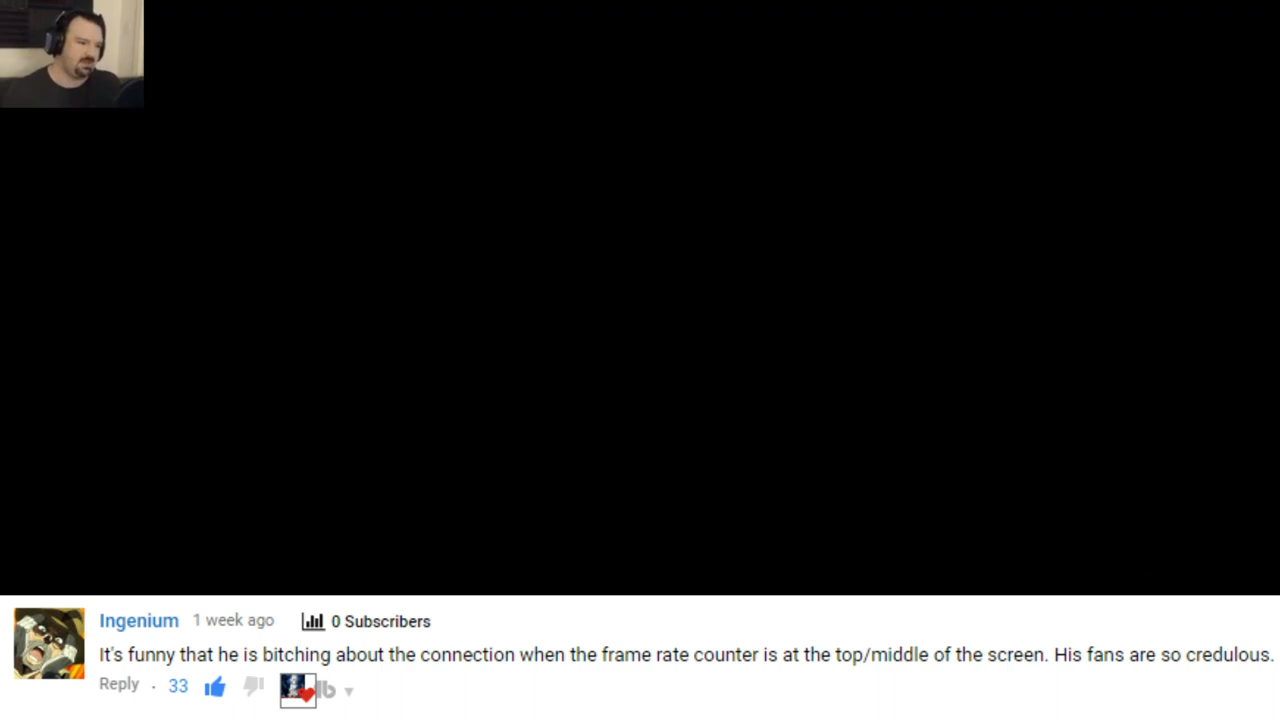 Ingenium 1 week ago 0 Subscribers
It's funny that he is bitching about the connection when the frame rate counter is at the top/middle of the screen. His fans are so credulous.
Reply . 33 lb